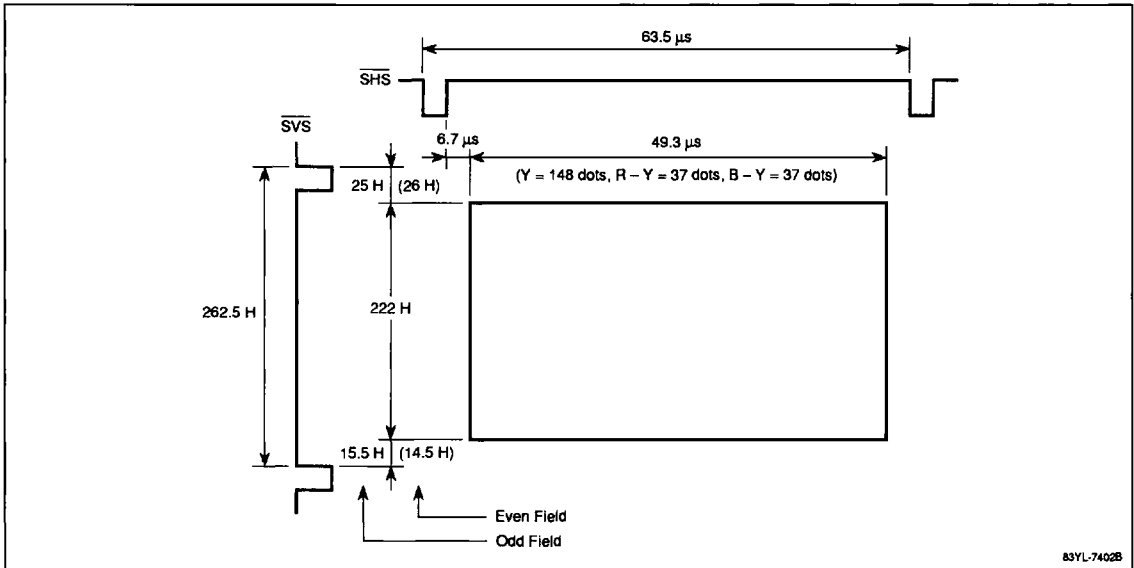 63.5 µs
SHS
SVS
6.7 µs
49.3 µs
(Y = 148 dots, R – Y = 37 dots, B – Y = 37 dots)
25 H (26 H)
262.5 H
222 H
15.5 H (14.5 H)
Even Field
Odd Field
83YL-7402B